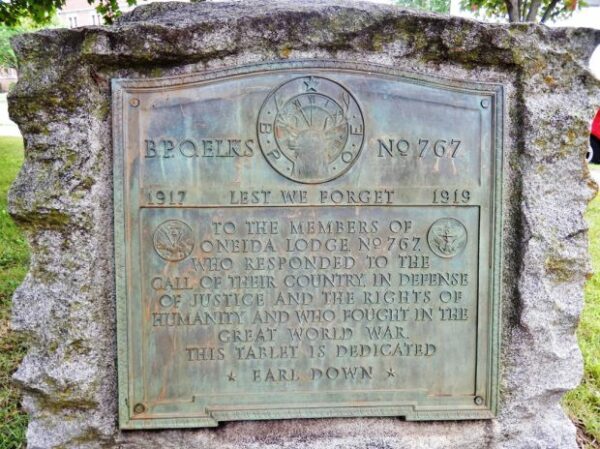 B.P.O. ELKS No 767
B P O E
1917 LEST WE FORGET 1919
TO THE MEMBERS OF
ONEIDA LODGE No 767,
WHO RESPONDED TO THE
CALL OF THEIR COUNTRY, IN DEFENSE
OF JUSTICE AND THE RIGHTS OF
HUMANITY AND WHO FOUGHT IN THE
GREAT WORLD WAR.
THIS TABLET IS DEDICATED
★ EARL DOWN ★